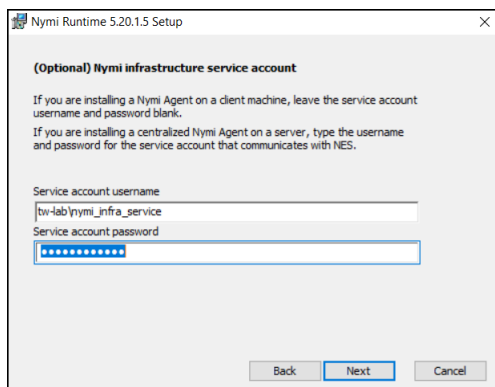 Nymi Runtime 5.20.1.5 Setup
(Optional) Nymi infrastructure service account
If you are installing a Nymi Agent on a client machine, leave the service account
username and password blank.
If you are installing a centralized Nymi Agent on a server, type the username
and password for the service account that communicates with NES.
Service account username
tw-lab\nymi_infra_service
Service account password
●●●●●●●●●●●●
Back Next Cancel